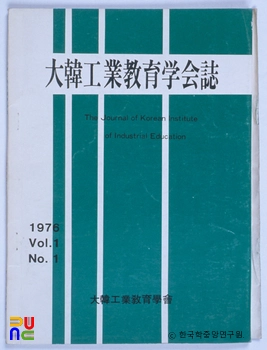 大韓工業教育学会誌
The Journal of Korean Institute
of Industrial Education
1976
Vol.1
No. 1
大韓工業教育學會
© 한국학중앙연구원